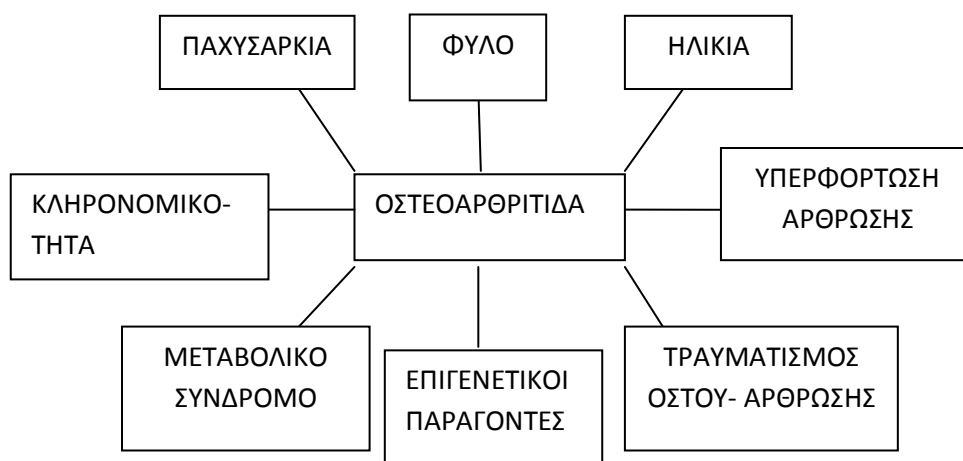 ΠΑΧΥΣΑΡΚΙΑ
ΦΥΛΟ
ΗΛΙΚΙΑ
ΚΛΗΡΟΝΟΜΙΚΟ-
ΤΗΤΑ
ΟΣΤΕΟΑΡΘΡΙΤΙΔΑ
ΥΠΕΡΦΟΡΤΩΣΗ
ΑΡΘΡΩΣΗΣ
ΜΕΤΑΒΟΛΙΚΟ
ΣΥΝΔΡΟΜΟ
ΕΠΙΓΕΝΕΤΙΚΟΙ
ΠΑΡΑΓΟΝΤΕΣ
ΤΡΑΥΜΑΤΙΣΜΟΣ
ΟΣΤΟΥ- ΑΡΘΡΩΣΗΣ